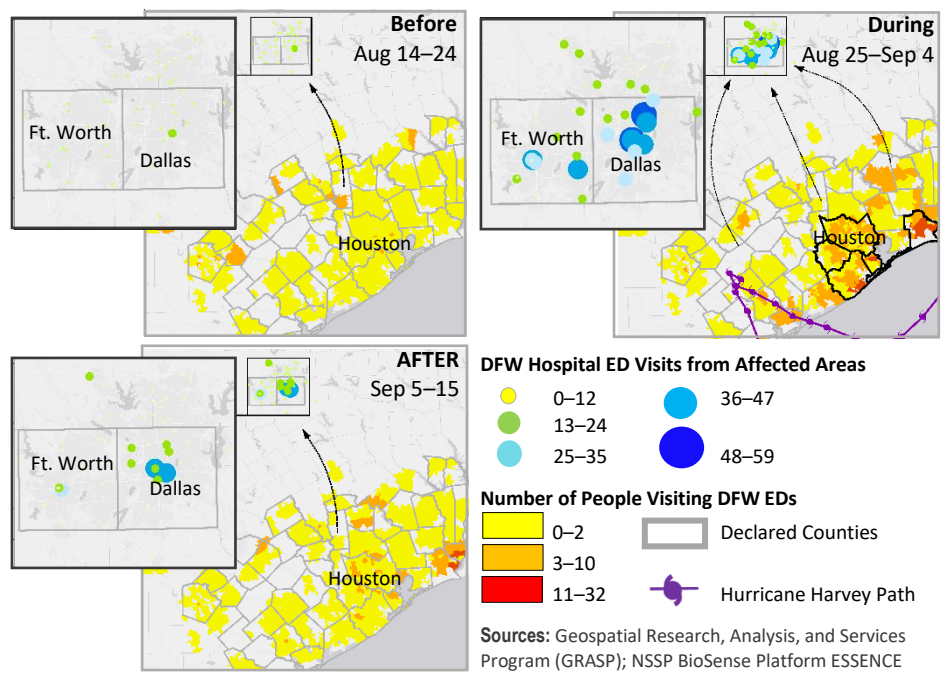 Before
Aug 14–24
Ft. Worth
Dallas
Houston
During
Aug 25–Sep 4
Ft. Worth
Dallas
Houston
AFTER
Sep 5–15
Ft. Worth
Dallas
Houston
DFW Hospital ED Visits from Affected Areas
0–12
36–47
13–24
25–35
48–59
Number of People Visiting DFW EDs
0–2
Declared Counties
3–10
11–32
Hurricane Harvey Path
Sources: Geospatial Research, Analysis, and Services
Program (GRASP); NSSP BioSense Platform ESSENCE